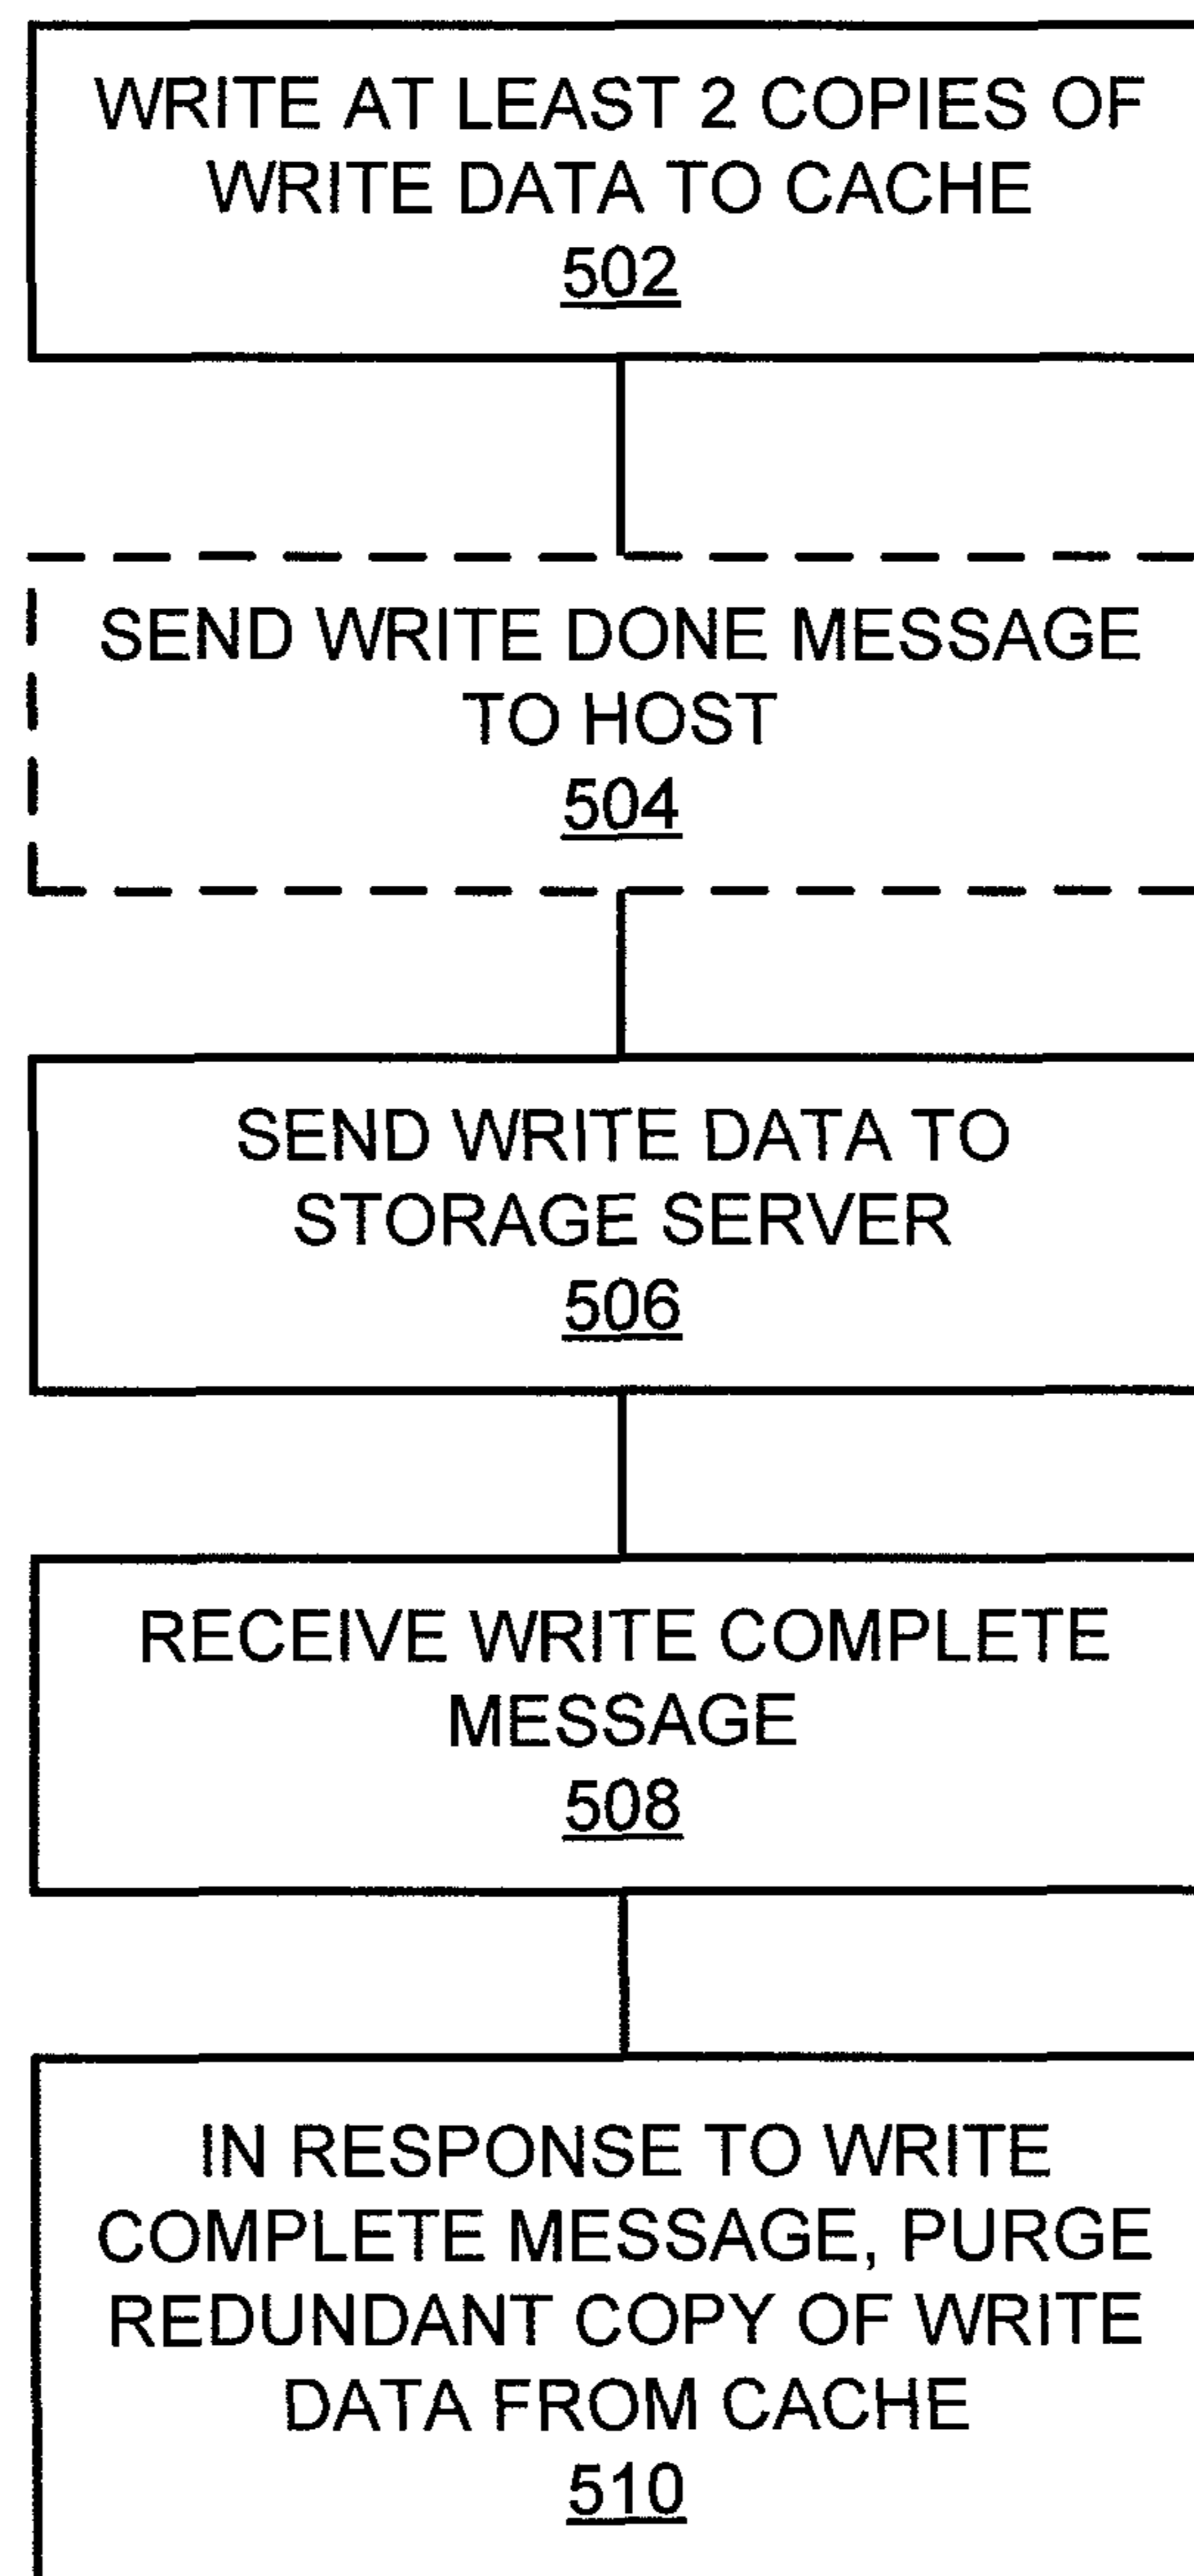 WRITE AT LEAST 2 COPIES OF
WRITE DATA TO CACHE
502
SEND WRITE DONE MESSAGE
TO HOST
504
SEND WRITE DATA TO
STORAGE SERVER
506
RECEIVE WRITE COMPLETE
MESSAGE
508
IN RESPONSE TO WRITE
COMPLETE MESSAGE, PURGE
REDUNDANT COPY OF WRITE
DATA FROM CACHE
510